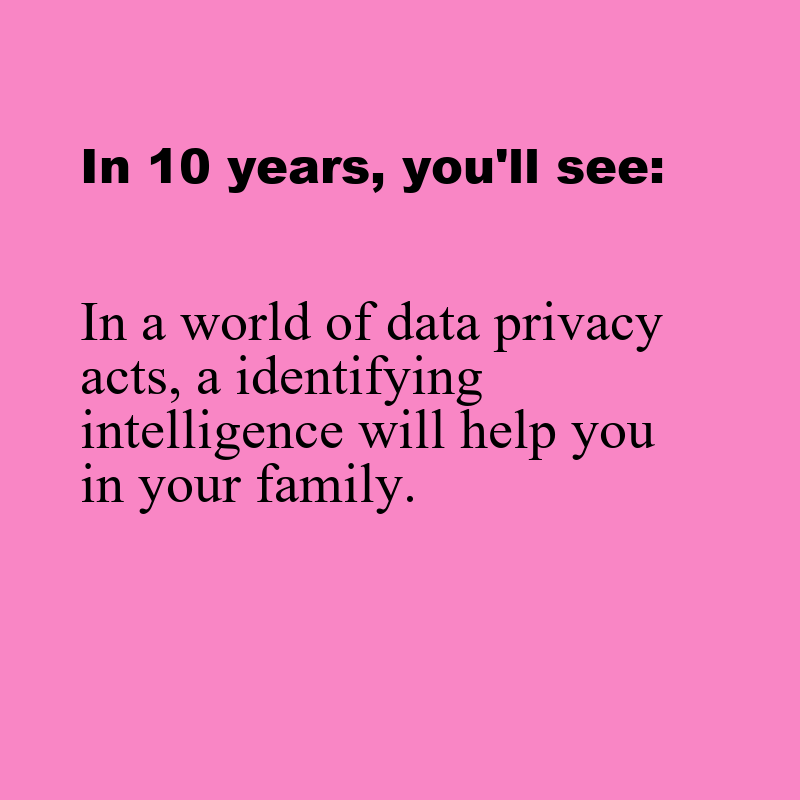 In 10 years, you'll see:
In a world of data privacy
acts, a identifying
intelligence will help you
in your family.